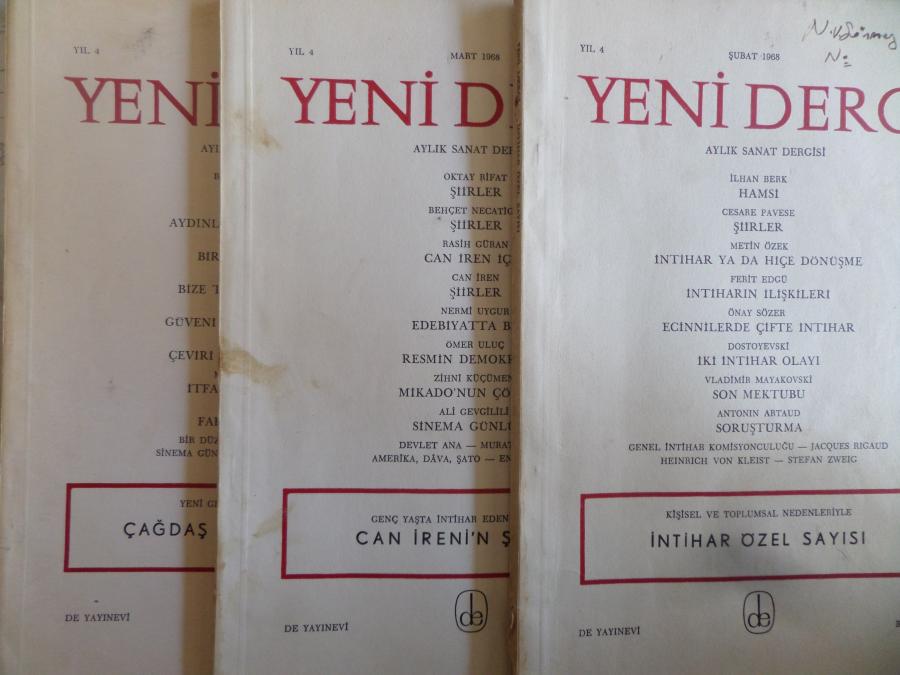 YIL 4
YENİ
AYDINL
BİR
BİZE T
GÜVENİ
ÇEVİRİ
İTFA
BİR DÜZ
SİNEMA GÜN
YENİ GE
ÇAĞDAŞ
DE YAYINEVİ
YIL 4
MART 1968
YENİ D
AYLIK SANAT DER
OKTAY RİFAT
ŞİİRLER
BEHÇET NECATİG
ŞİİRLER
RASİH GÜRAN
CAN İREN İÇ
CAN İREN
ŞİİRLER
NERMİ UYGUR
EDEBİYATTA B
ÖMER ULUÇ
RESMİN DEMOKR
ZİHNİ KÜÇÜMEN
MİKADO'NUN ÇÖ
ALİ GEVGİLİLİ
SİNEMA GÜNLÜ
DEVLET ANA — MURAT
AMERİKA, DÂVA, ŞATO — EN
GENÇ YAŞTA İNTİHAR EDEN
CAN İREN'İN Ş
DE YAYINEVİ
de
YIL 4
ŞUBAT 1968
YENİ DERG
AYLIK SANAT DERGİSİ
İLHAN BERK
HAMSİ
CESARE PAVESE
ŞİİRLER
METİN ÖZEK
İNTİHAR YA DA HİÇE DÖNÜŞME
FERİT EDGÜ
İNTİHARIN İLİŞKİLERİ
ÖNAY SÖZER
ECİNNİLERDE ÇİFTE İNTİHAR
DOSTOYEVSKİ
İKİ İNTİHAR OLAYI
VLADİMİR MAYAKOVSKİ
SON MEKTUBU
ANTONIN ARTAUD
SORUŞTURMA
GENEL İNTİHAR KOMİSYONCULUĞU — JACQUES RIGAUD
HEINRICH VON KLEIST — STEFAN ZWEIG
KİŞİSEL VE TOPLUMSAL NEDENLERİYLE
İNTİHAR ÖZEL SAYISI
DE YAYINEVİ
de